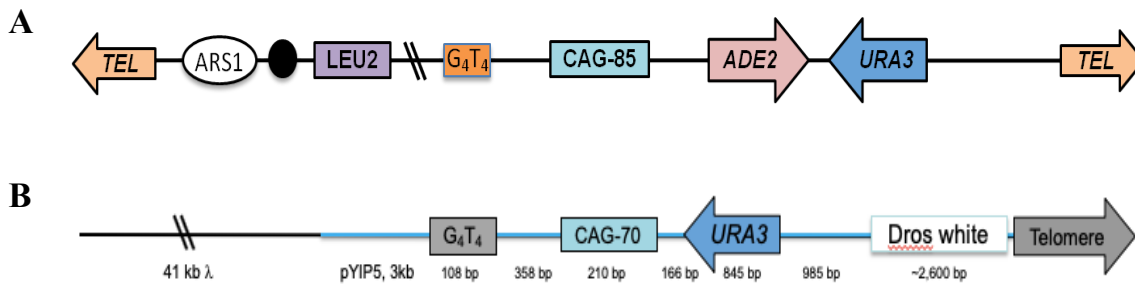 A
TEL ARS1 LEU2 G₄T₄ CAG-85 ADE2 URA3 TEL
B
G₄T₄ CAG-70 URA3 Dros white Telomere
41 kb λ pYIP5, 3kb 108 bp 358 bp 210 bp 166 bp 845 bp 985 bp ~2,600 bp